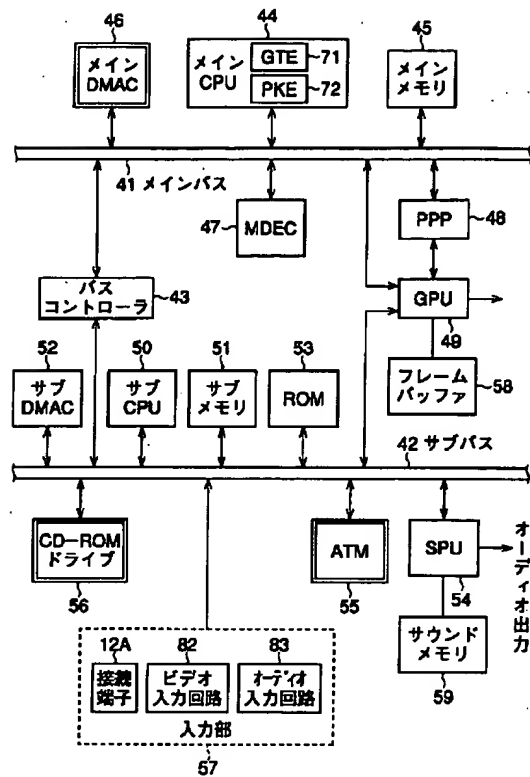 46
44
45
メイン
DMAC
メイン
CPU
GTE
71
PKE
72
メイン
メモリ
41 メインバス
47
MDEC
PPP
48
バス
コントローラ
43
GPU
49
52
50
51
53
サブ
DMAC
サブ
CPU
サブ
メモリ
ROM
フレーム
バッファ
58
42 サブバス
CD-ROM
ドライブ
56
ATM
55
SPU
54
オーディオ出力
12A
82
83
接続
端子
ビデオ
入力回路
オーディオ
入力回路
入力部
57
サウンド
メモリ
59